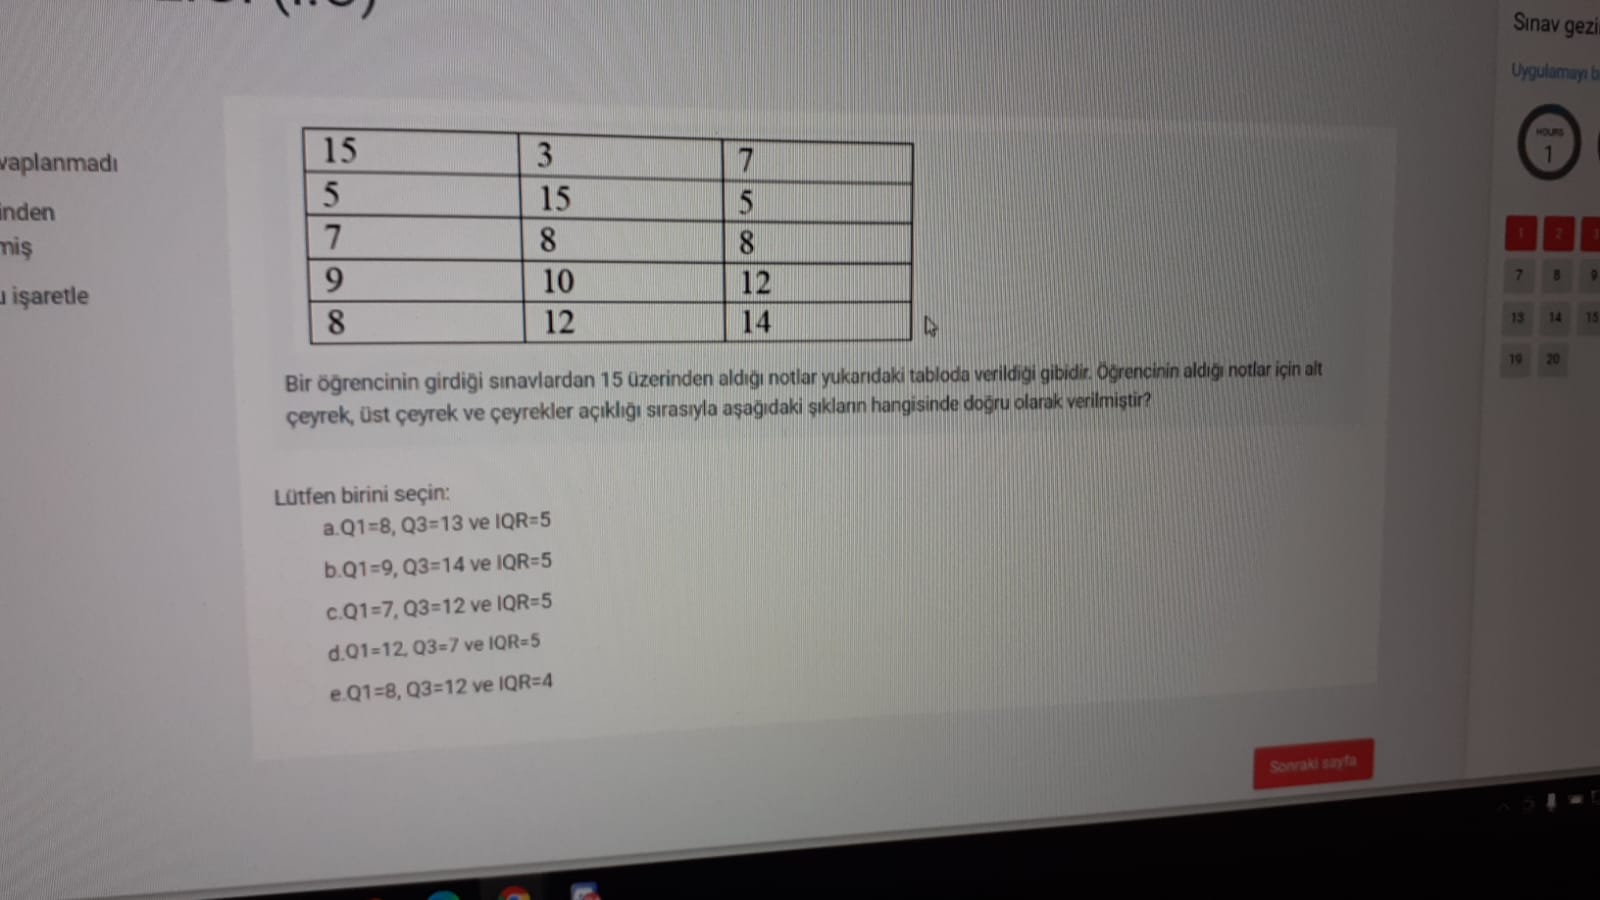 Sınav gezi
Uygulamayı b
HOURS
1
vaplanmadı
inden
miş
u işaretle
15 3 7
5 15 5
7 8 8
9 10 12
8 12 14
Bir öğrencinin girdiği sınavlardan 15 üzerinden aldığı notlar yukarıdaki tabloda verildiği gibidir. Öğrencinin aldığı notlar için alt
çeyrek, üst çeyrek ve çeyrekler açıklığı sırasıyla aşağıdaki şıkların hangisinde doğru olarak verilmiştir?
Lütfen birini seçin:
a.Q1=8, Q3=13 ve IQR=5
b.Q1=9, Q3=14 ve IQR=5
c.Q1=7, Q3=12 ve IQR=5
d.Q1=12, Q3=7 ve IQR=5
e.Q1=8, Q3=12 ve IQR=4
1 2 3
7 8 9
13 14 15
19 20
Sonraki sayfa